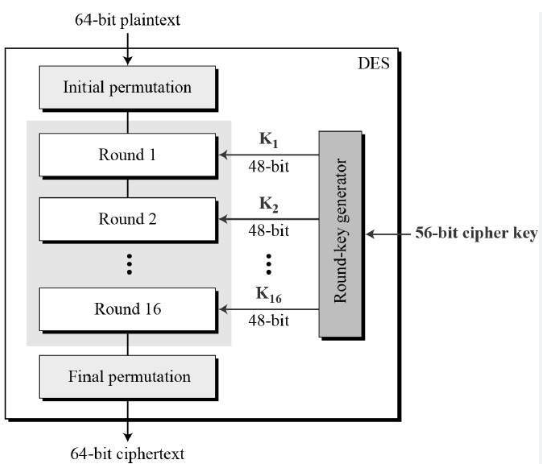 64-bit plaintext
DES
Initial permutation
Round 1
K1
48-bit
Round 2
K2
48-bit
Round-key generator
56-bit cipher key
Round 16
K16
48-bit
Final permutation
64-bit ciphertext